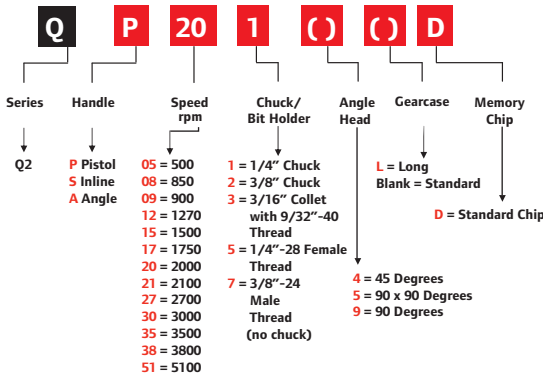 Q P 20 1 ( ) ( ) D
Series
Handle
Speed
rpm
Chuck/
Bit Holder
Angle
Head
Gearcase
Memory
Chip
Q2
P Pistol
S Inline
A Angle
05 = 500
08 = 850
09 = 900
12 = 1270
15 = 1500
17 = 1750
20 = 2000
21 = 2100
27 = 2700
30 = 3000
35 = 3500
38 = 3800
51 = 5100
1 = 1/4” Chuck
2 = 3/8” Chuck
3 = 3/16” Collet
with 9/32”-40
Thread
5 = 1/4”-28 Female
Thread
7 = 3/8”-24
Male
Thread
(no chuck)
4 = 45 Degrees
5 = 90 x 90 Degrees
9 = 90 Degrees
L = Long
Blank = Standard
D = Standard Chip